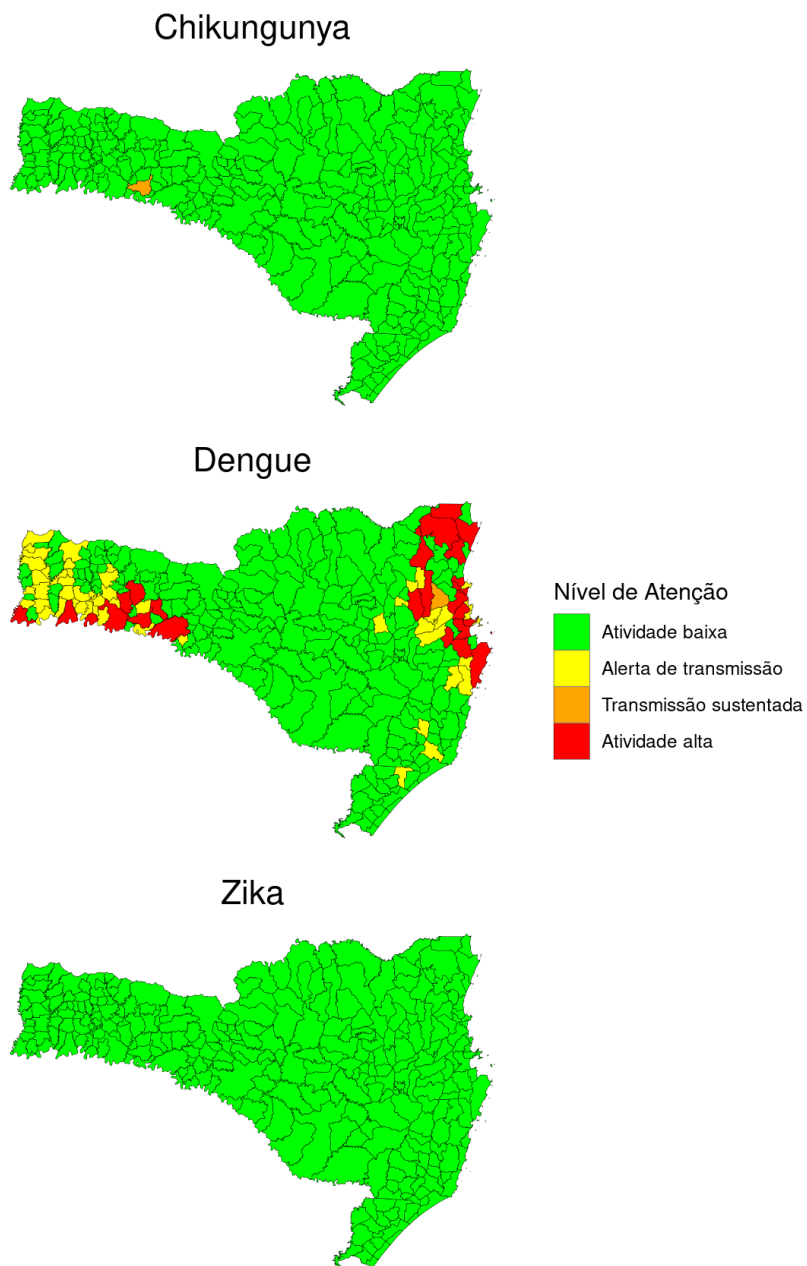 Chikungunya
Dengue
Nível de Atenção
Atividade baixa
Alerta de transmissão
Transmissão sustentada
Atividade alta
Zika